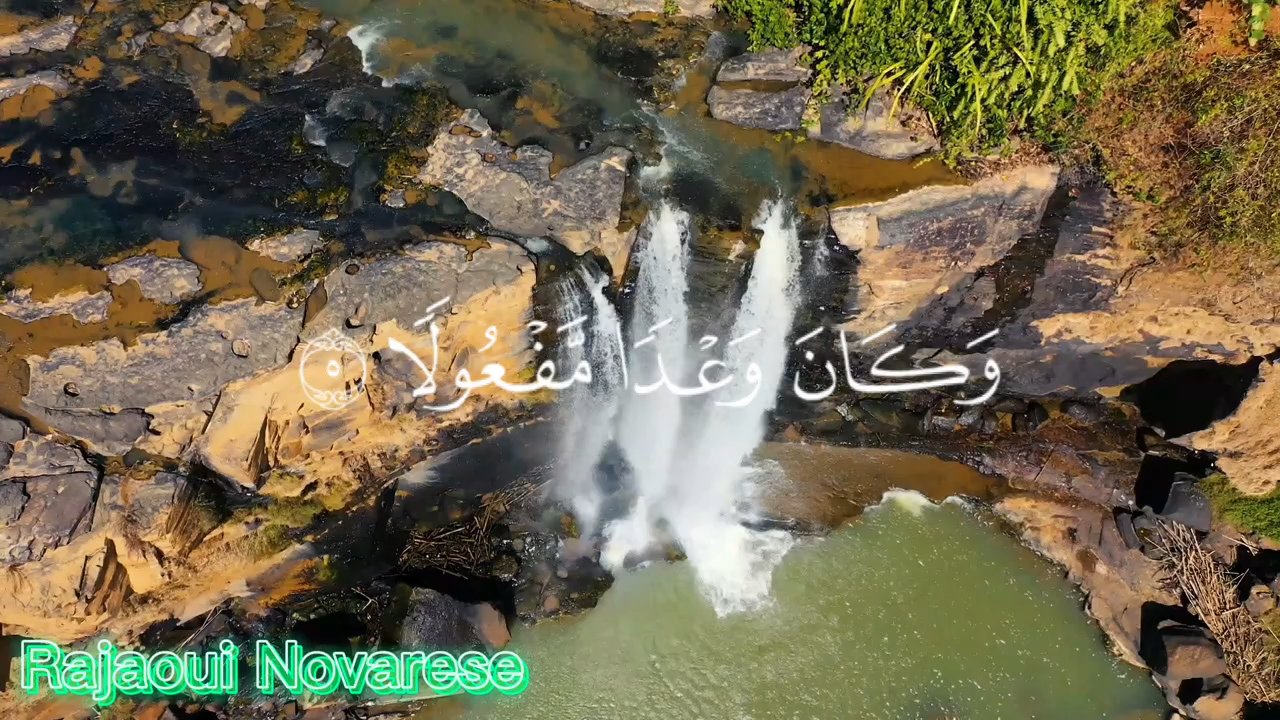 وَكَانَ وَعْدًا مَّفْعُولًا ٥
Rajaoui Novarese